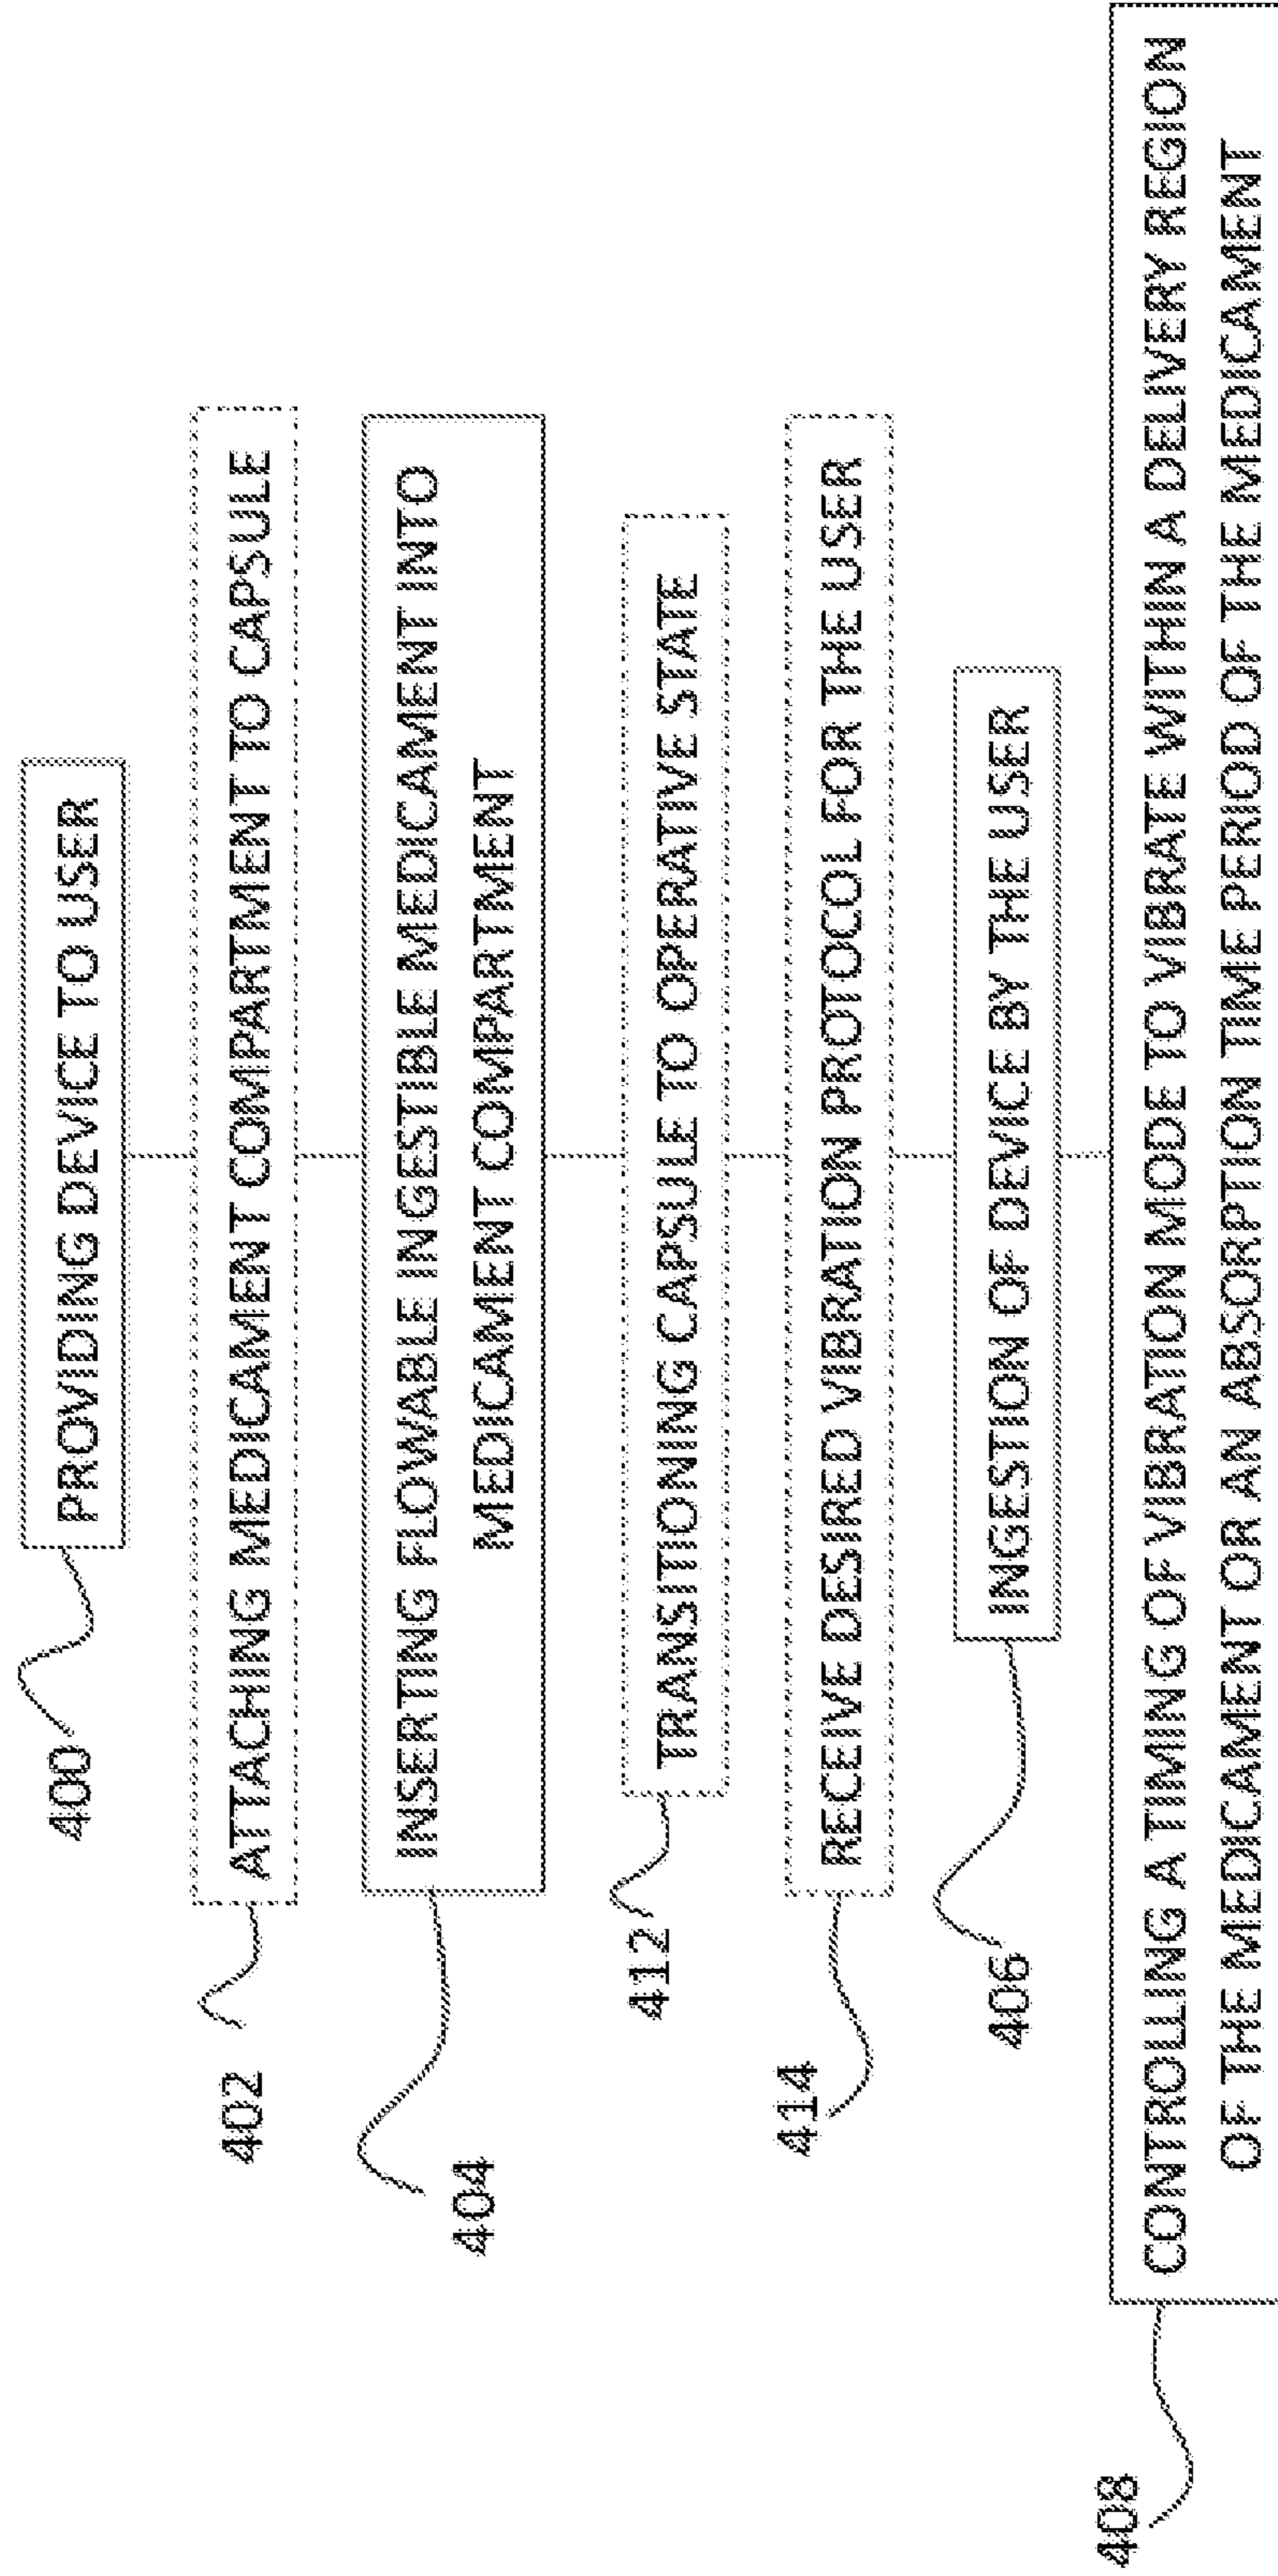 400
PROVIDING DEVICE TO USER
402
ATTACHING MEDICAMENT COMPARTMENT TO CAPSULE
404
INSERTING FLOWABLE INGESTIBLE MEDICAMENT INTO
MEDICAMENT COMPARTMENT
412
TRANSITIONING CAPSULE TO OPERATIVE STATE
414
RECEIVE DESIRED VIBRATION PROTOCOL FOR THE USER
406
INGESTION OF DEVICE BY THE USER
408
CONTROLLING A TIMING OF VIBRATION MODE TO VIBRATE WITHIN A DELIVERY REGION
OF THE MEDICAMENT OR AN ABSORPTION TIME PERIOD OF THE MEDICAMENT